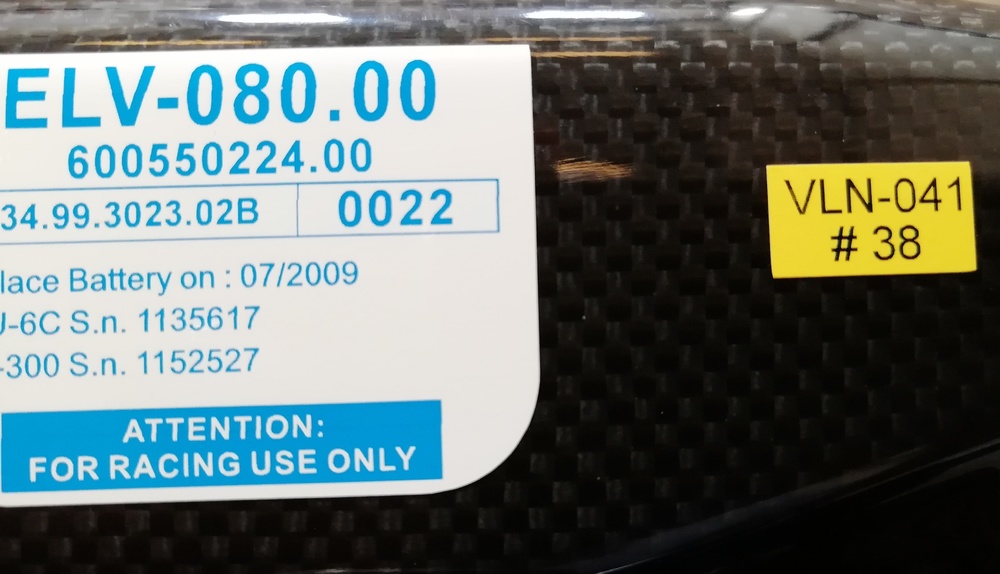 ELV-080.00
600550224.00
34.99.3023.02B 0022
lace Battery on : 07/2009
J-6C S.n. 1135617
-300 S.n. 1152527
ATTENTION:
FOR RACING USE ONLY
VLN-041
# 38